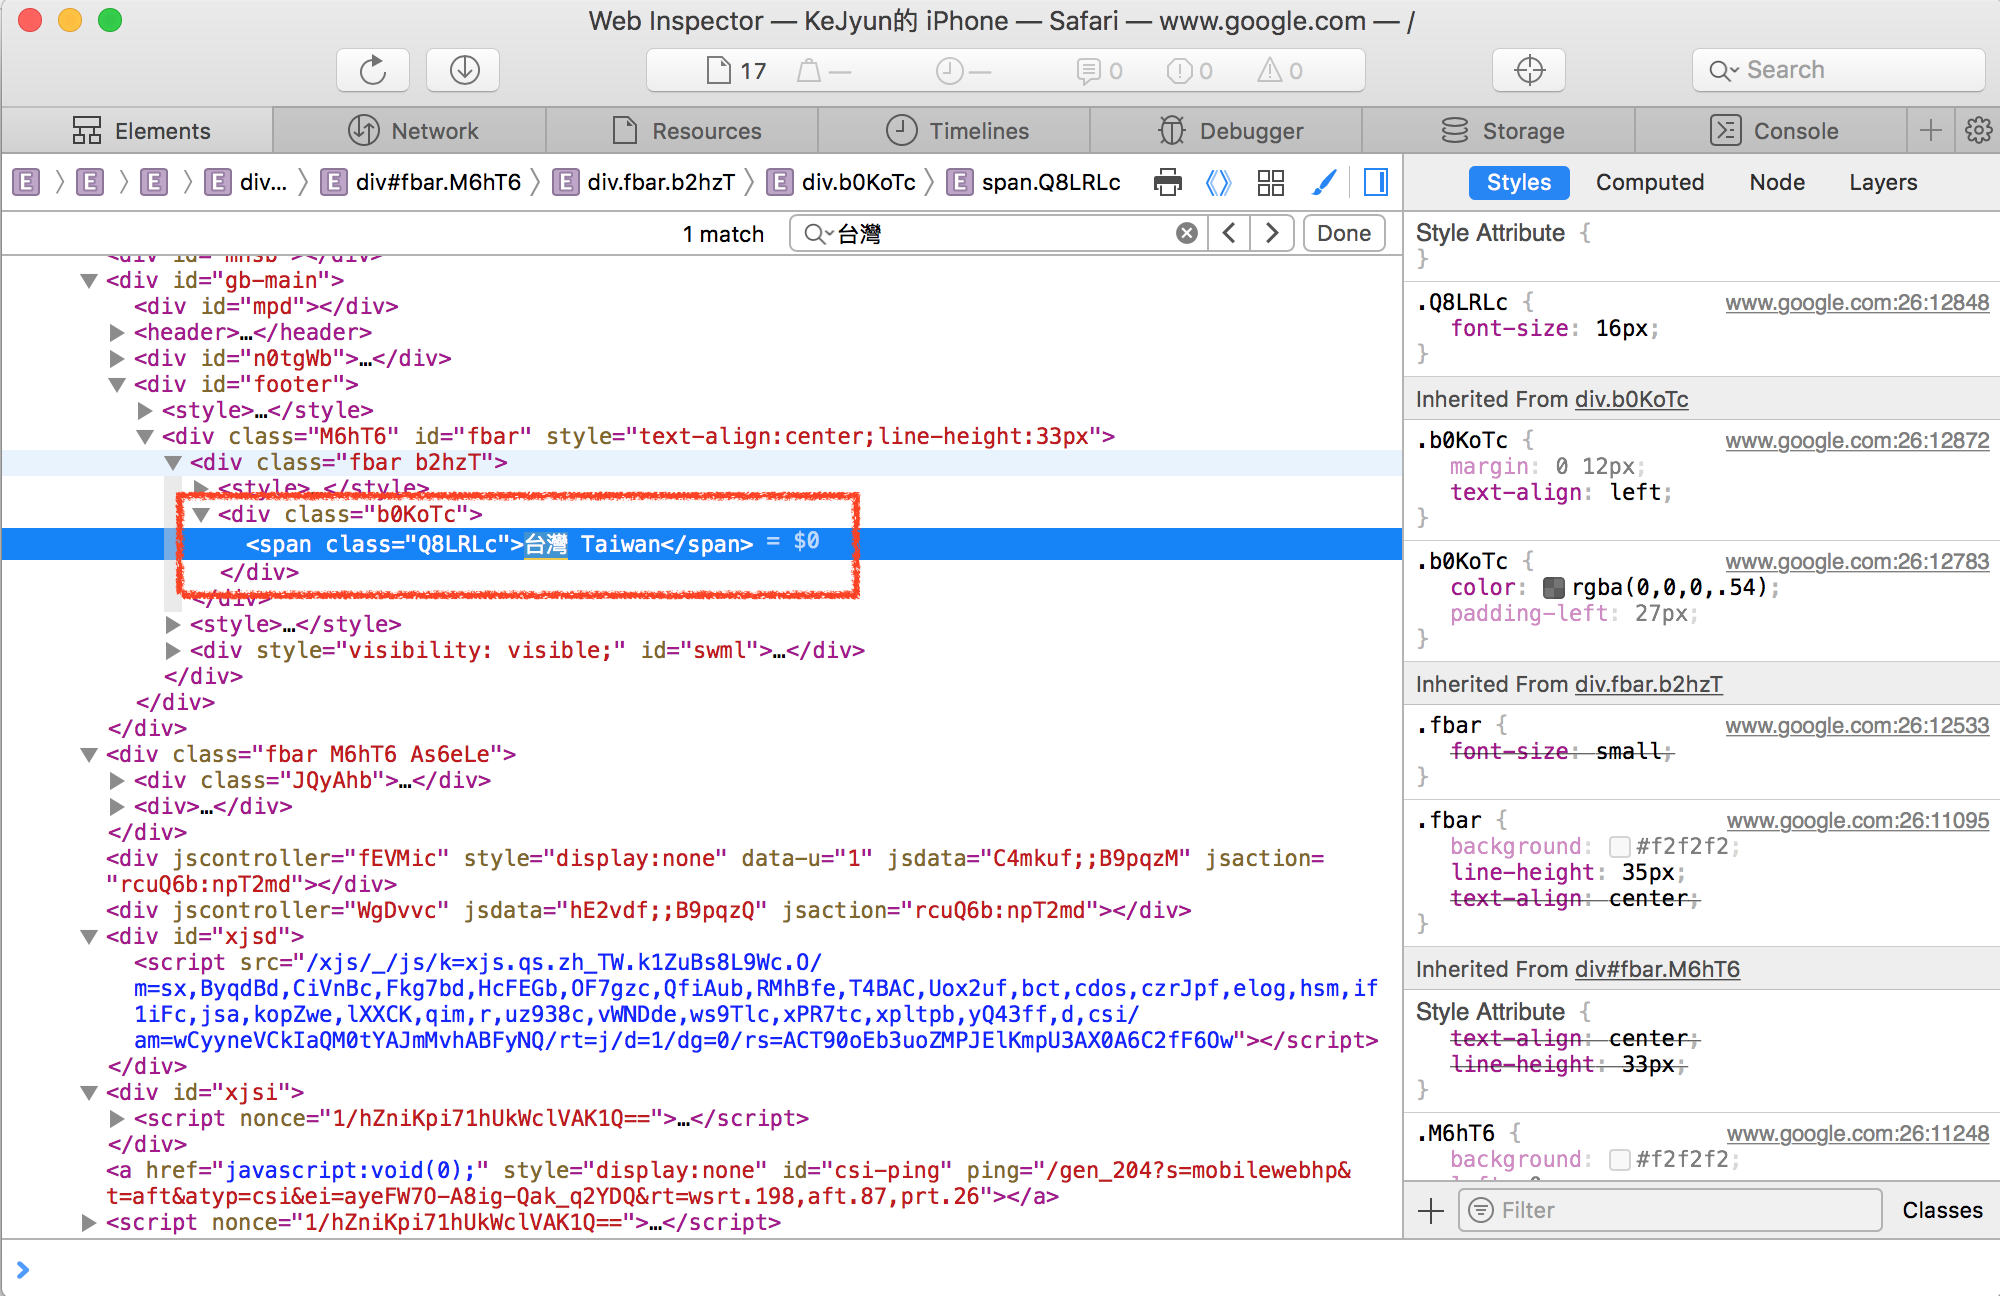 Web Inspector — KeJyun的 iPhone — Safari — www.google.com — /
17 — — 0 0 0 Search
Elements Network Resources Timelines Debugger Storage Console
E E E E div... E div#fbar.M6hT6 E div.fbar.b2hzT E div.b0KoTc E span.Q8LRLc
1 match 台灣 Done
<div id="mnsb"></div>
<div id="gb-main">
<div id="mpd"></div>
<header>…</header>
<div id="n0tgWb">…</div>
<div id="footer">
<style>…</style>
<div class="M6hT6" id="fbar" style="text-align:center;line-height:33px">
<div class="fbar b2hzT">
<style>…</style>
<div class="b0KoTc">
<span class="Q8LRLc">台灣 Taiwan</span> = $0
</div>
</div>
<style>…</style>
<div style="visibility: visible;" id="swml">…</div>
</div>
</div>
</div>
<div class="fbar M6hT6 As6eLe">
<div class="JQyAhb">…</div>
<div>…</div>
</div>
<div jscontroller="fEVMic" style="display:none" data-u="1" jsdata="C4mkuf;;B9pqzM" jsaction=
"rcuQ6b:npT2md"></div>
<div jscontroller="WgDvvc" jsdata="hE2vdf;;B9pqzQ" jsaction="rcuQ6b:npT2md"></div>
<div id="xjsd">
<script src="/xjs/_/js/k=xjs.qs.zh_TW.k1ZuBs8L9Wc.O/
m=sx,ByqdBd,CiVnBc,Fkg7bd,HcFEGb,OF7gzc,QfiAub,RMhBfe,T4BAC,Uox2uf,bct,cdos,czrJpf,elog,hsm,if
1iFc,jsa,kopZwe,lXXCK,qim,r,uz938c,vWNDde,ws9Tlc,xPR7tc,xpltpb,yQ43ff,d,csi/
am=wCyyneVCkIaQM0tYAJmMvhABFyNQ/rt=j/d=1/dg=0/rs=ACT90oEb3uoZMPJElKmpU3AX0A6C2fF6Ow"></script>
</div>
<div id="xjsi">
<script nonce="1/hZniKpi71hUkWclVAK1Q==">…</script>
</div>
<a href="javascript:void(0);" style="display:none" id="csi-ping" ping="/gen_204?s=mobilewebhp&
t=aft&atyp=csi&ei=ayeFW7O-A8ig-Qak_q2YDQ&rt=wsrt.198,aft.87,prt.26"></a>
<script nonce="1/hZniKpi71hUkWclVAK1Q==">…</script>
Styles Computed Node Layers
Style Attribute {
}
.Q8LRLc { www.google.com:26:12848
font-size: 16px;
}
Inherited From div.b0KoTc
.b0KoTc { www.google.com:26:12872
margin: 0 12px;
text-align: left;
}
.b0KoTc { www.google.com:26:12783
color: rgba(0,0,0,.54);
padding-left: 27px;
}
Inherited From div.fbar.b2hzT
.fbar { www.google.com:26:12533
font-size: small;
}
.fbar { www.google.com:26:11095
background: #f2f2f2;
line-height: 35px;
text-align: center;
}
Inherited From div#fbar.M6hT6
Style Attribute {
text-align: center;
line-height: 33px;
}
.M6hT6 { www.google.com:26:11248
background: #f2f2f2;
Filter Classes